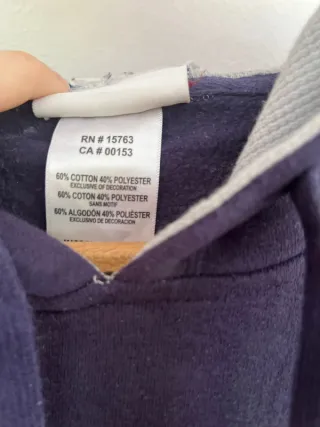 RN # 15763
CA # 00153
60% COTTON 40% POLYESTER
EXCLUSIVE OF DECORATION
60% COTON 40% POLYESTER
SANS MOTIF
60% ALGODÓN 40% POLIÉSTER
EXCLUSIVO DE DECORACIÓN